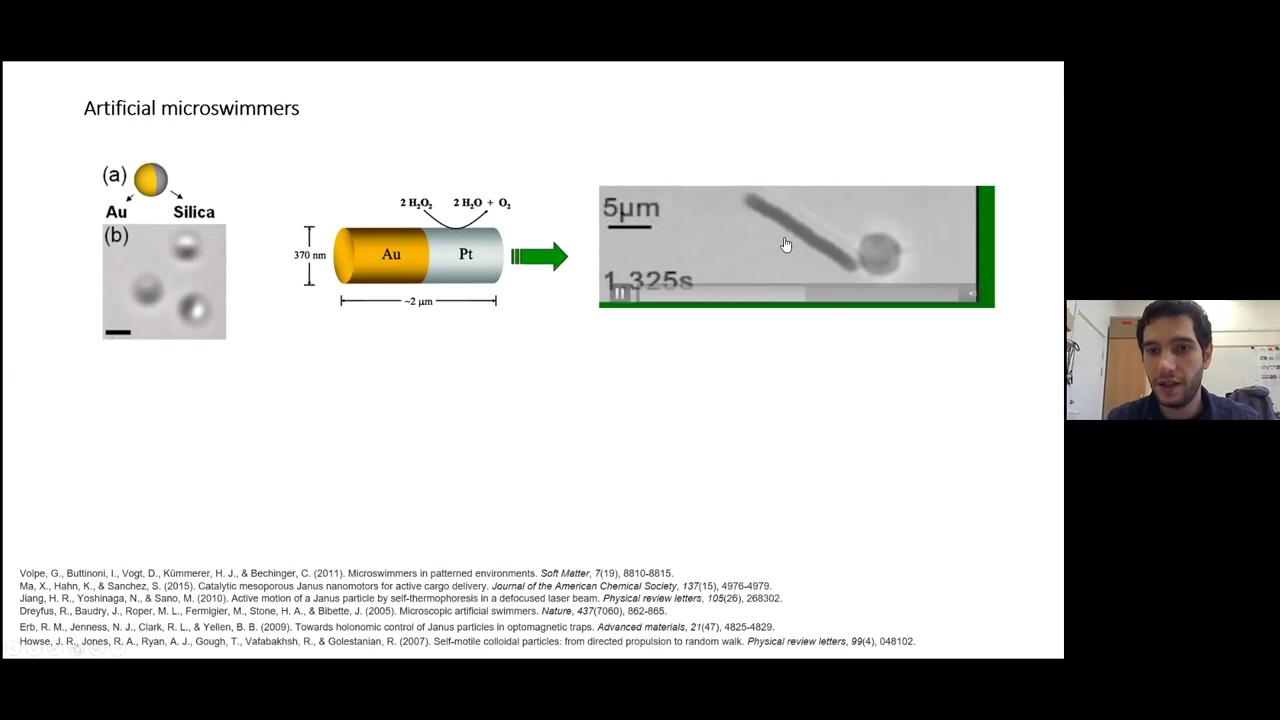 Artificial microswimmers
(a)
Au
Silica
(b)
2 H₂O₂
2 H₂O + O₂
370 nm
Au
Pt
~2 μm
5μm
1.325s
Volpe, G., Buttinoni, I., Vogt, D., Kümmerer, H. J., & Bechinger, C. (2011). Microswimmers in patterned environments. Soft Matter, 7(19), 8810-8815.
Ma, X., Hahn, K., & Sanchez, S. (2015). Catalytic mesoporous Janus nanomotors for active cargo delivery. Journal of the American Chemical Society, 137(15), 4976-4979.
Jiang, H. R., Yoshinaga, N., & Sano, M. (2010). Active motion of a Janus particle by self-thermophoresis in a defocused laser beam. Physical review letters, 105(26), 268302.
Dreyfus, R., Baudry, J., Roper, M. L., Fermigier, M., Stone, H. A., & Bibette, J. (2005). Microscopic artificial swimmers. Nature, 437(7060), 862-865.
Erb, R. M., Jenness, N. J., Clark, R. L., & Yellen, B. B. (2009). Towards holonomic control of Janus particles in optomagnetic traps. Advanced materials, 21(47), 4825-4829.
Howse, J. R., Jones, R. A., Ryan, A. J., Gough, T., Vafabakhsh, R., & Golestanian, R. (2007). Self-motile colloidal particles: from directed propulsion to random walk. Physical review letters, 99(4), 048102.